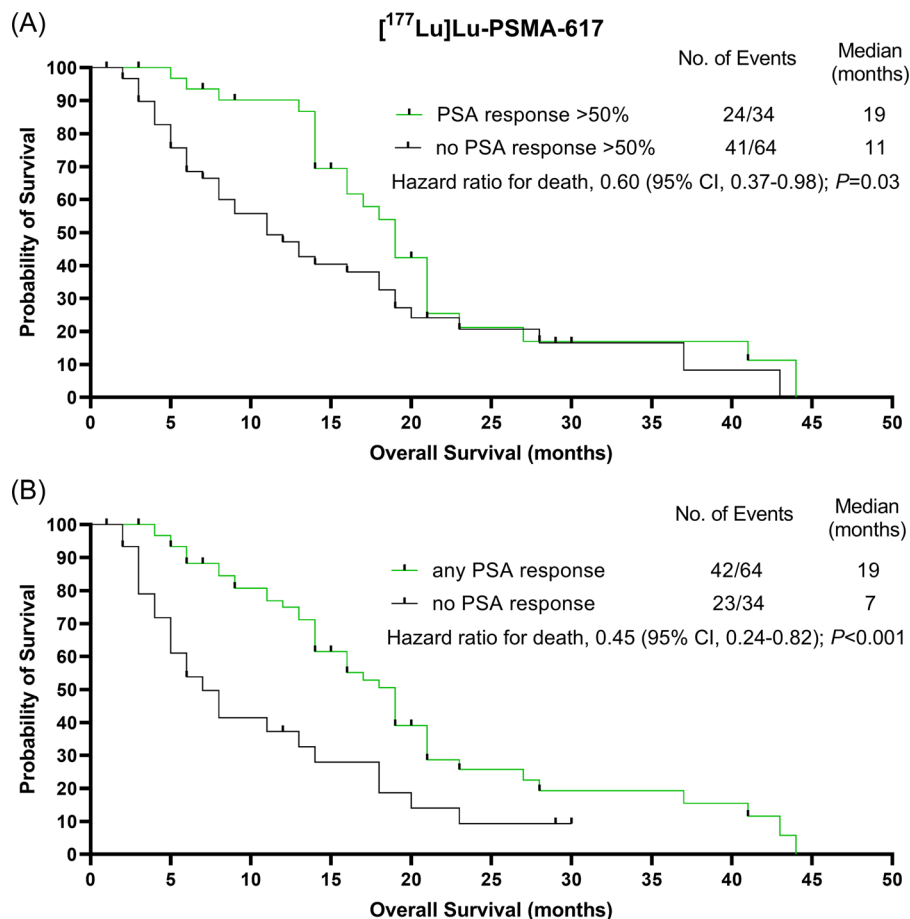 (A)
[¹⁷⁷Lu]Lu-PSMA-617
No. of Events Median (months)
PSA response >50% 24/34 19
no PSA response >50% 41/64 11
Hazard ratio for death, 0.60 (95% CI, 0.37-0.98); P=0.03
Probability of Survival
100
90
80
70
60
50
40
30
20
10
0
0 5 10 15 20 25 30 35 40 45 50
Overall Survival (months)
(B)
No. of Events Median (months)
any PSA response 42/64 19
no PSA response 23/34 7
Hazard ratio for death, 0.45 (95% CI, 0.24-0.82); P<0.001
Probability of Survival
100
90
80
70
60
50
40
30
20
10
0
0 5 10 15 20 25 30 35 40 45 50
Overall Survival (months)